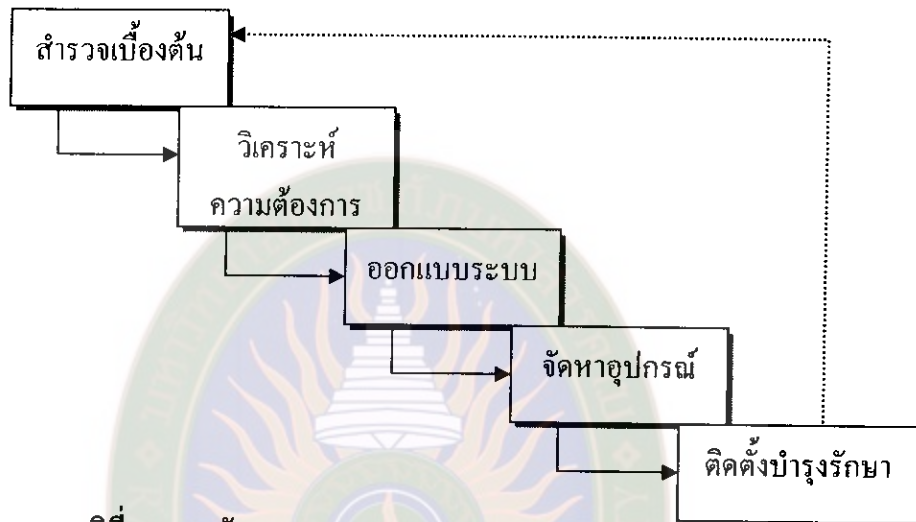 สำรวจเบื้องต้น
วิเคราะห์
ความต้องการ
ออกแบบระบบ
จัดหาอุปกรณ์
ติดตั้งบำรุงรักษา